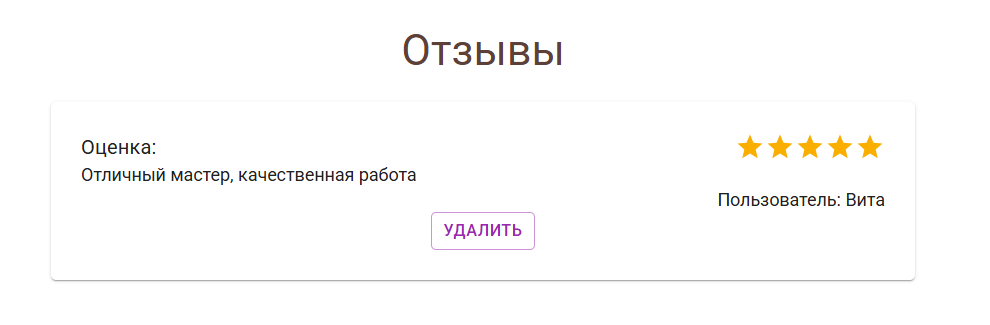 Отзывы
Оценка:
Отличный мастер, качественная работа
Пользователь: Вита
УДАЛИТЬ